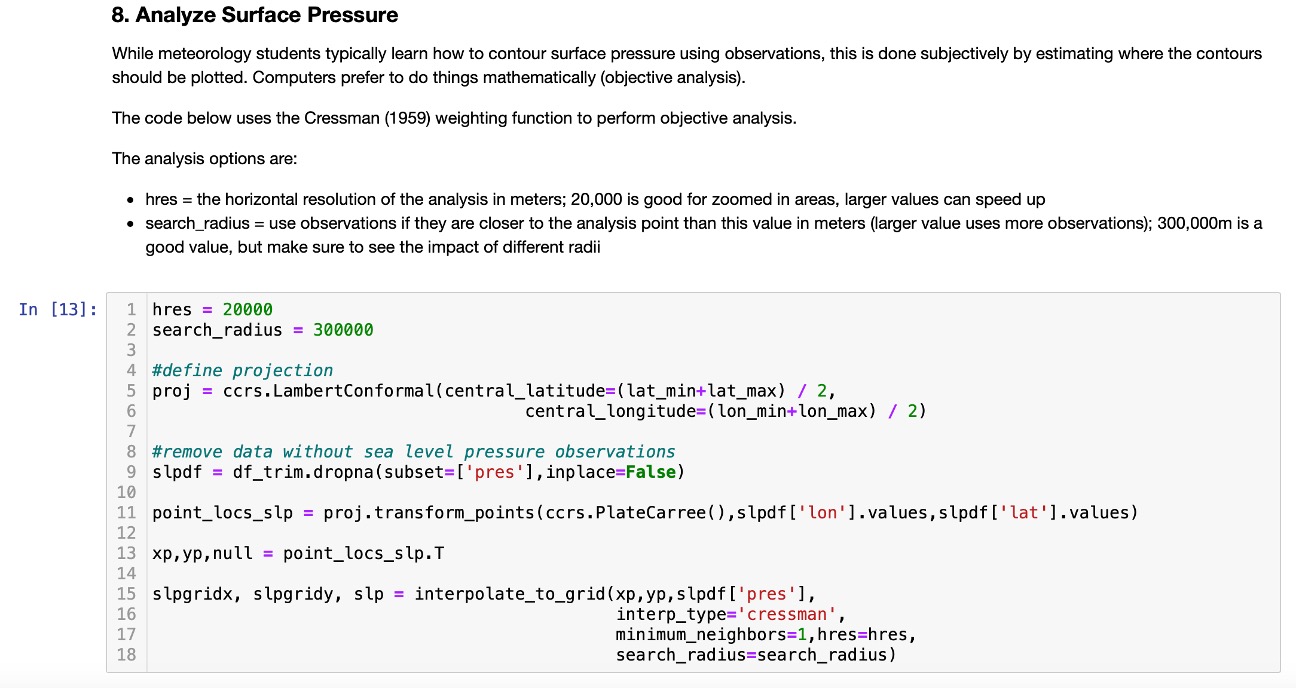 8. Analyze Surface Pressure
While meteorology students typically learn how to contour surface pressure using observations, this is done subjectively by estimating where the contours
should be plotted. Computers prefer to do things mathematically (objective analysis).
The code below uses the Cressman (1959) weighting function to perform objective analysis.
The analysis options are:
• hres = the horizontal resolution of the analysis in meters; 20,000 is good for zoomed in areas, larger values can speed up
• search_radius = use observations if they are closer to the analysis point than this value in meters (larger value uses more observations); 300,000m is a
good value, but make sure to see the impact of different radii
In [13]:
1 hres = 20000
2 search_radius = 300000
3
4 #define projection
5 proj = ccrs.LambertConformal(central_latitude=(lat_min+lat_max) / 2,
6                                      central_longitude=(lon_min+lon_max) / 2)
7
8 #remove data without sea level pressure observations
9 slpdf = df_trim.dropna(subset=['pres'],inplace=False)
10
11 point_locs_slp = proj.transform_points(ccrs.PlateCarree(),slpdf['lon'].values,slpdf['lat'].values)
12
13 xp,yp,null = point_locs_slp.T
14
15 slpgridx, slpgridy, slp = interpolate_to_grid(xp,yp,slpdf['pres'],
16                                               interp_type='cressman',
17                                               minimum_neighbors=1,hres=hres,
18                                               search_radius=search_radius)